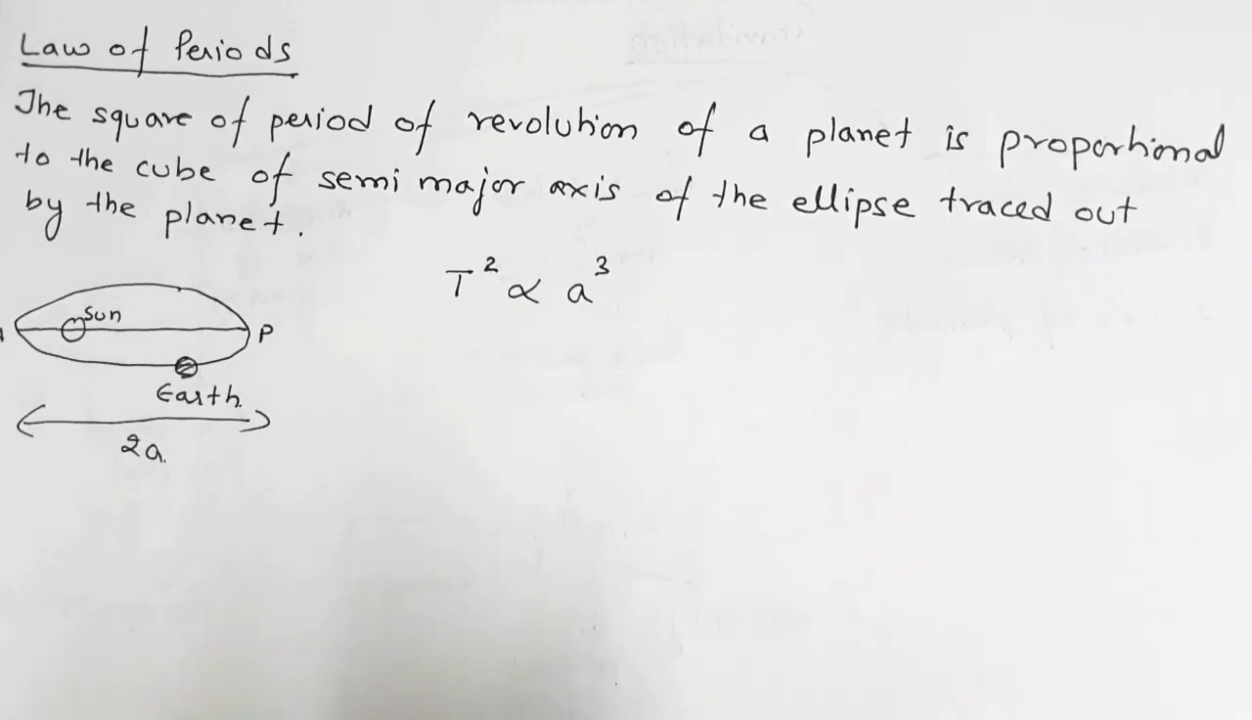 Law of Periods
The square of period of revolution of a planet is proportional
to the cube of semi major axis of the ellipse traced out
by the planet.
T² ∝ a³
Sun
P
Earth.
2a.